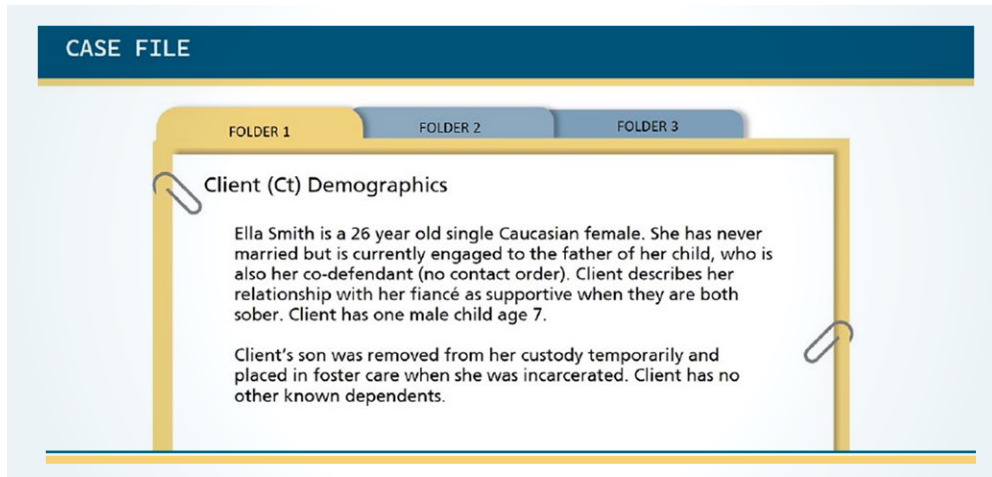 CASE FILE
FOLDER 1
FOLDER 2
FOLDER 3
Client (Ct) Demographics
Ella Smith is a 26 year old single Caucasian female. She has never
married but is currently engaged to the father of her child, who is
also her co-defendant (no contact order). Client describes her
relationship with her fiancé as supportive when they are both
sober. Client has one male child age 7.
Client's son was removed from her custody temporarily and
placed in foster care when she was incarcerated. Client has no
other known dependents.